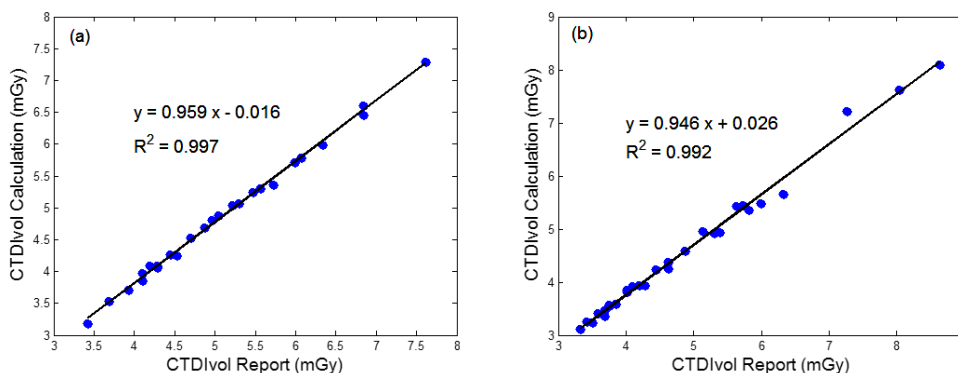 (a)
y = 0.959 x - 0.016
R² = 0.997
CTDIvol Calculation (mGy)
8
7.5
7
6.5
6
5.5
5
4.5
4
3.5
3
3 3.5 4 4.5 5 5.5 6 6.5 7 7.5 8
CTDIvol Report (mGy)
(b)
y = 0.946 x + 0.026
R² = 0.992
CTDIvol Calculation (mGy)
9
8
7
6
5
4
3
3 4 5 6 7 8
CTDIvol Report (mGy)